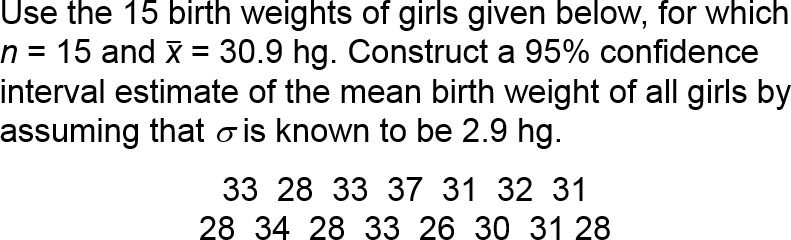 Use the 15 birth weights of girls given below, for which
n = 15 and x̄ = 30.9 hg. Construct a 95% confidence
interval estimate of the mean birth weight of all girls by
assuming that σ is known to be 2.9 hg.
33 28 33 37 31 32 31
28 34 28 33 26 30 31 28